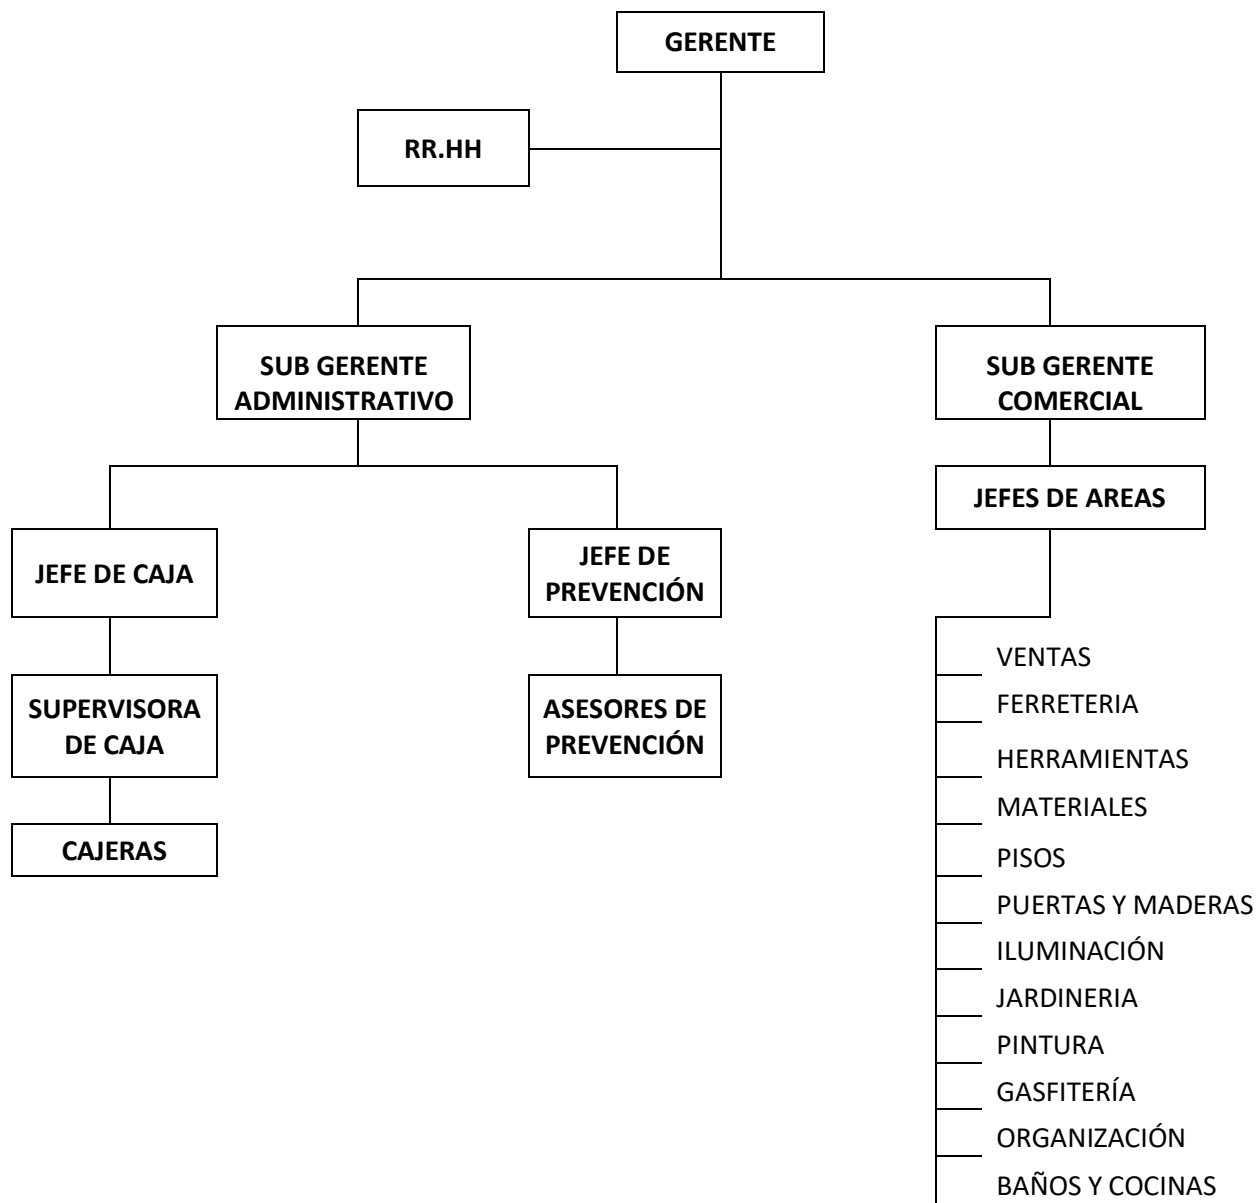 GERENTE
RR.HH
SUB GERENTE
ADMINISTRATIVO
SUB GERENTE
COMERCIAL
JEFES DE AREAS
JEFE DE CAJA
JEFE DE
PREVENCIÓN
SUPERVISORA
DE CAJA
ASESORES DE
PREVENCIÓN
CAJERAS
VENTAS
FERRETERIA
HERRAMIENTAS
MATERIALES
PISOS
PUERTAS Y MADERAS
ILUMINACIÓN
JARDINERIA
PINTURA
GASFITERÍA
ORGANIZACIÓN
BAÑOS Y COCINAS